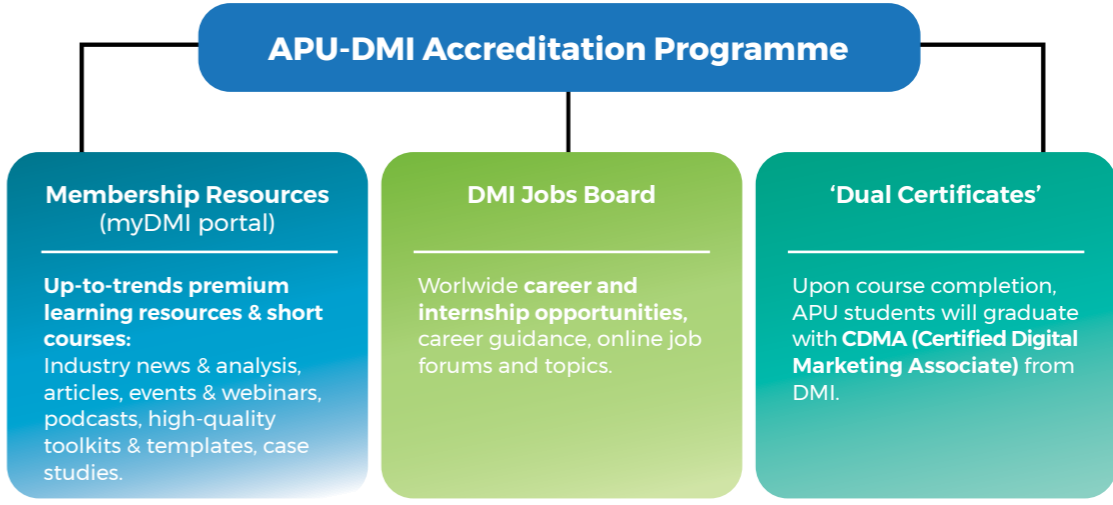 APU-DMI Accreditation Programme
Membership Resources
(myDMI portal)
Up-to-trends premium
learning resources & short
courses:
Industry news & analysis,
articles, events & webinars,
podcasts, high-quality
toolkits & templates, case
studies.
DMI Jobs Board
Worlwide career and
internship opportunities,
career guidance, online job
forums and topics.
‘Dual Certificates’
Upon course completion,
APU students will graduate
with CDMA (Certified Digital
Marketing Associate) from
DMI.